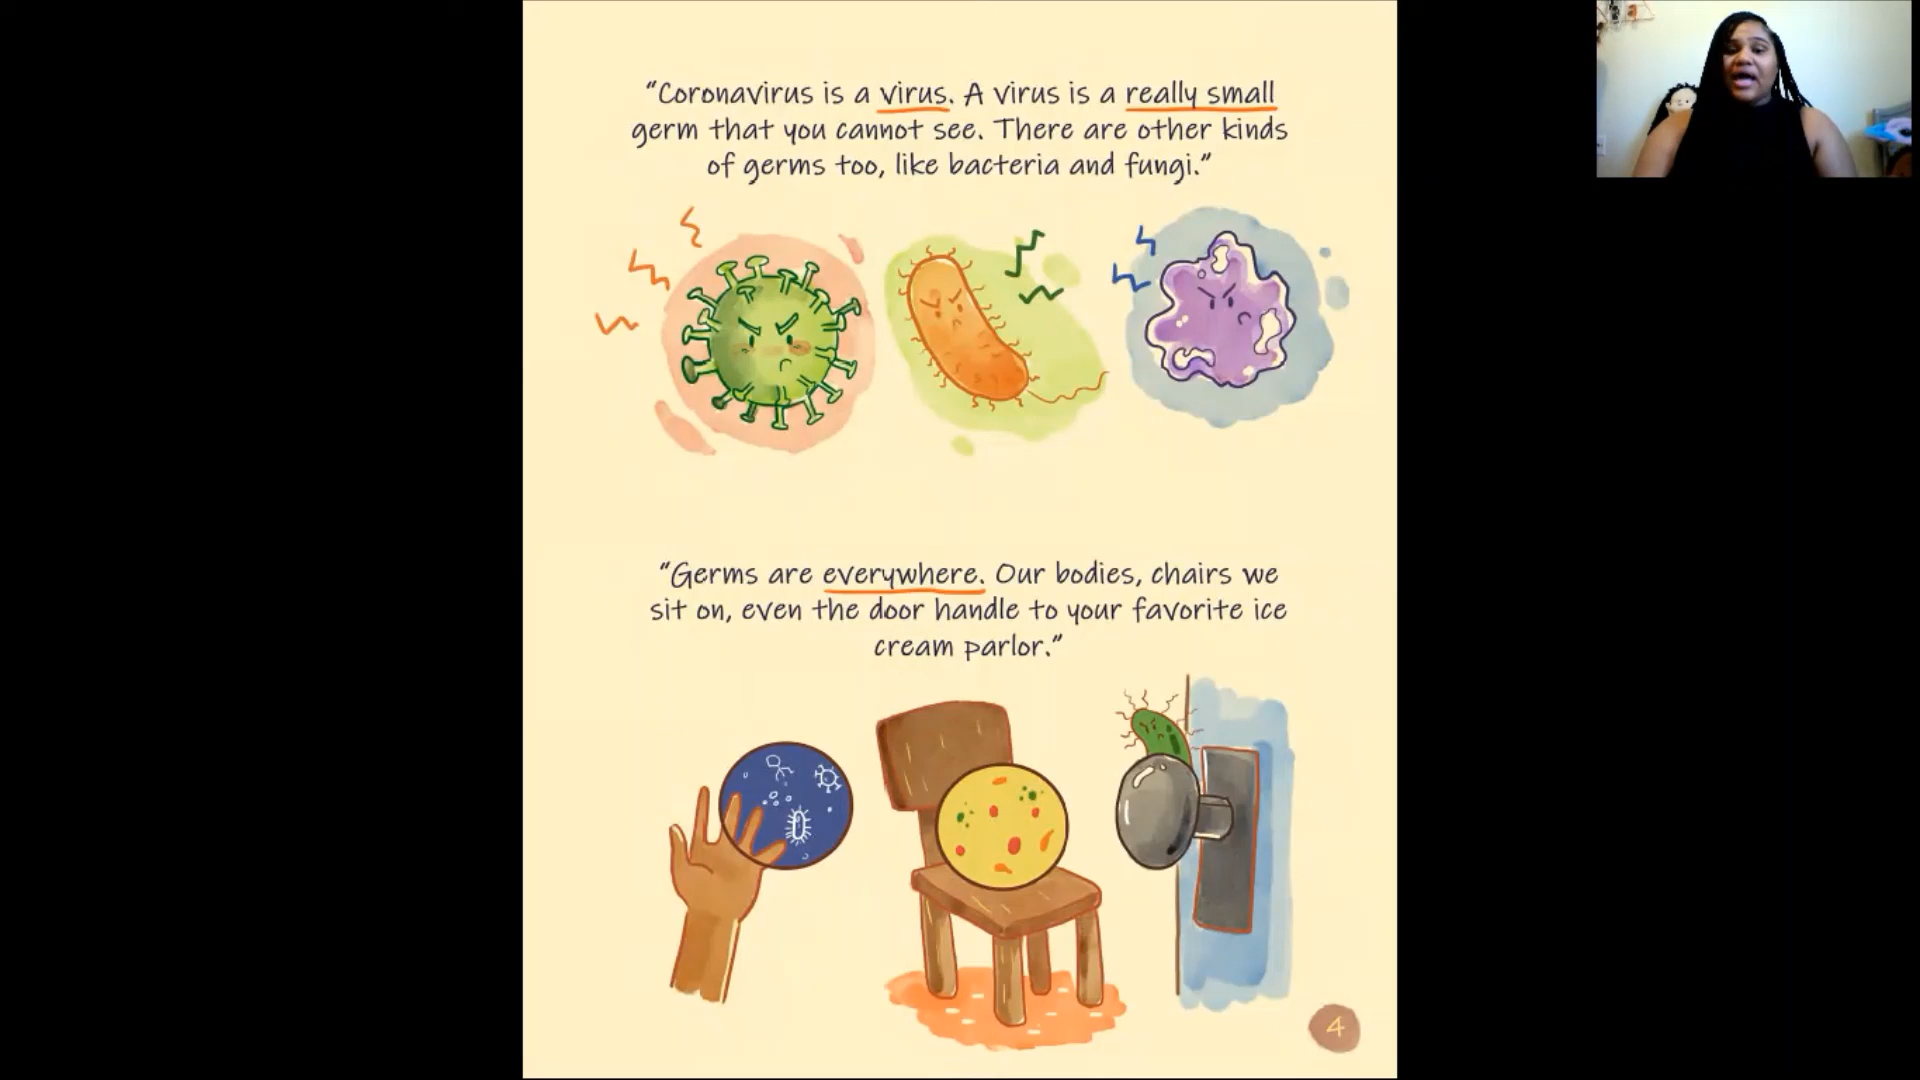 “Coronavirus is a virus. A virus is a really small
germ that you cannot see. There are other kinds
of germs too, like bacteria and fungi.”
“Germs are everywhere. Our bodies, chairs we
sit on, even the door handle to your favorite ice
cream parlor.”
4